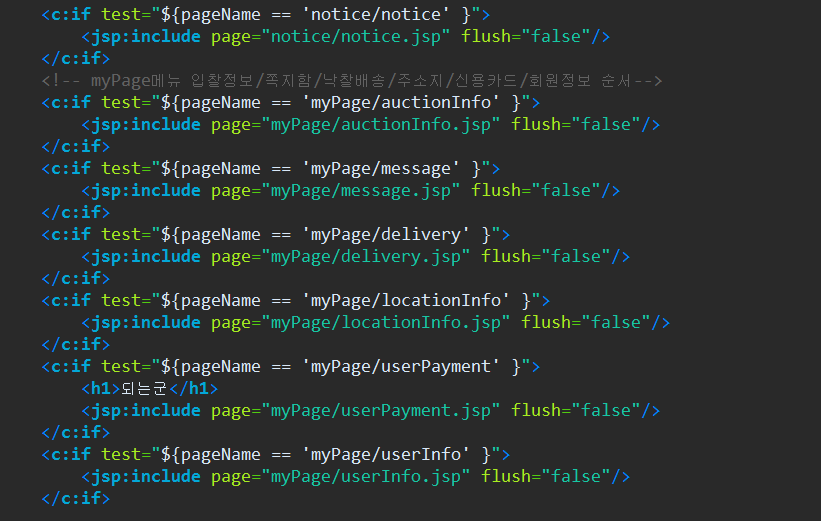 <c:if test="${pageName == 'notice/notice' }">
<jsp:include page="notice/notice.jsp" flush="false"/>
</c:if>
<!-- myPage메뉴 입찰정보/쪽지함/낙찰배송/주소지/신용카드/회원정보 순서-->
<c:if test="${pageName == 'myPage/auctionInfo' }">
<jsp:include page="myPage/auctionInfo.jsp" flush="false"/>
</c:if>
<c:if test="${pageName == 'myPage/message' }">
<jsp:include page="myPage/message.jsp" flush="false"/>
</c:if>
<c:if test="${pageName == 'myPage/delivery' }">
<jsp:include page="myPage/delivery.jsp" flush="false"/>
</c:if>
<c:if test="${pageName == 'myPage/locationInfo' }">
<jsp:include page="myPage/locationInfo.jsp" flush="false"/>
</c:if>
<c:if test="${pageName == 'myPage/userPayment' }">
<h1>되는군</h1>
<jsp:include page="myPage/userPayment.jsp" flush="false"/>
</c:if>
<c:if test="${pageName == 'myPage/userInfo' }">
<jsp:include page="myPage/userInfo.jsp" flush="false"/>
</c:if>